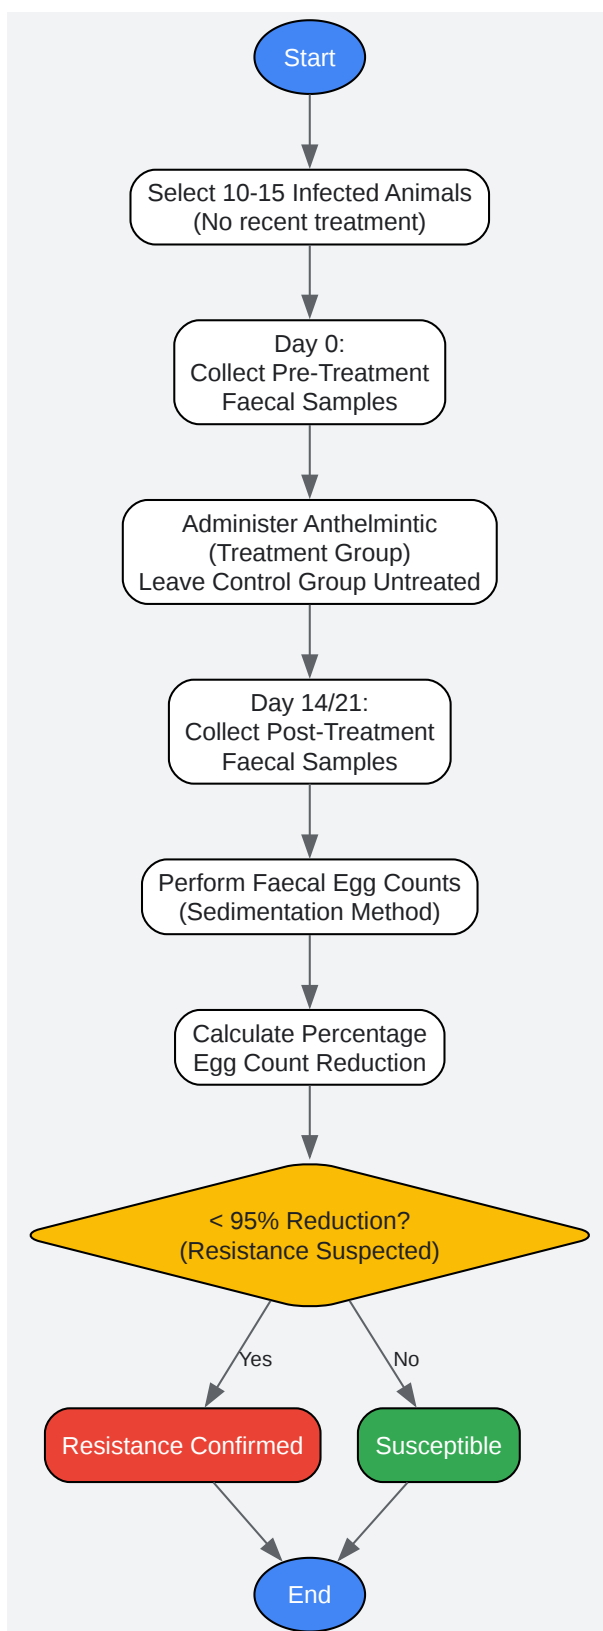 Start
Select 10-15 Infected Animals
(No recent treatment)
Day 0:
Collect Pre-Treatment
Faecal Samples
Administer Anthelmintic
(Treatment Group)
Leave Control Group Untreated
Day 14/21:
Collect Post-Treatment
Faecal Samples
Perform Faecal Egg Counts
(Sedimentation Method)
Calculate Percentage
Egg Count Reduction
< 95% Reduction?
(Resistance Suspected)
Yes
No
Resistance Confirmed
Susceptible
End